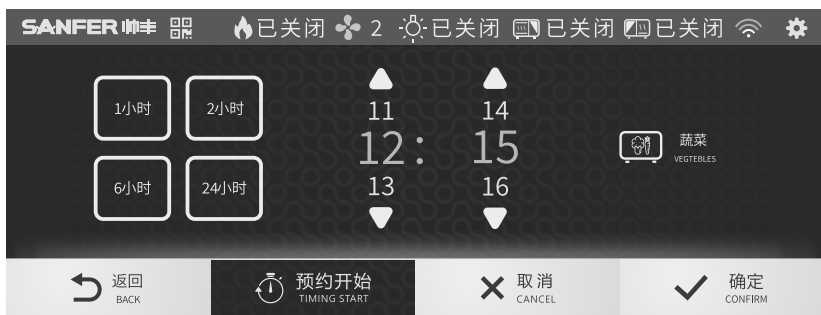 SANFER 帅丰 已关闭 2 已关闭 已关闭 已关闭
1小时 2小时
6小时 24小时
11 14
12 : 15
13 16
蔬菜
VEGTEBLES
返回
BACK
预约开始
TIMING START
取消
CANCEL
确定
CONFIRM